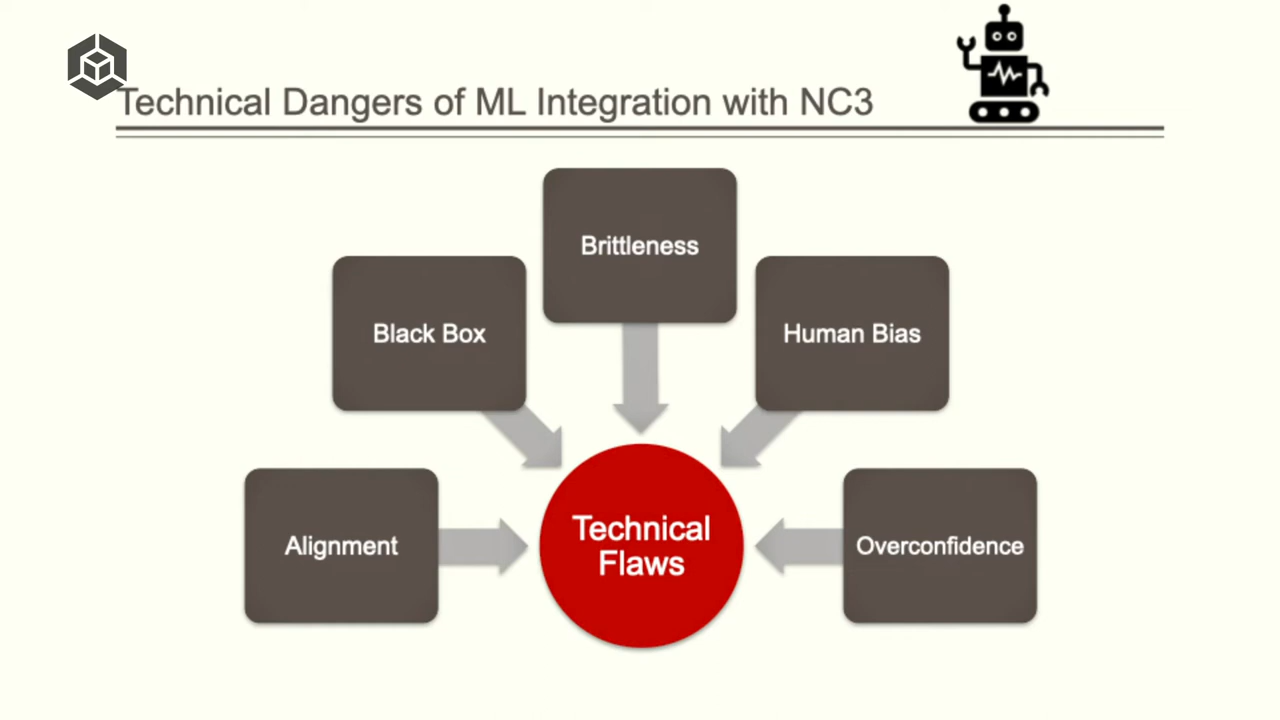 Technical Dangers of ML Integration with NC3
Brittleness
Black Box
Human Bias
Alignment
Technical
Flaws
Overconfidence